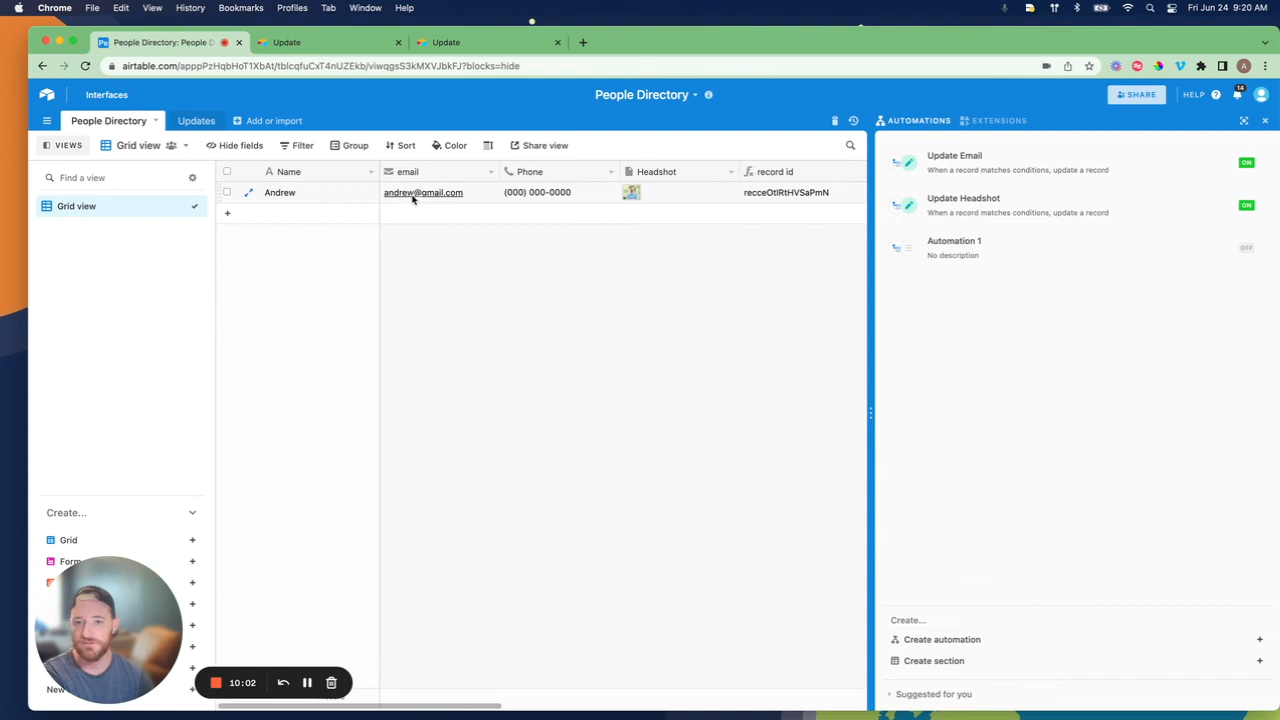 Chrome File Edit View History Bookmarks Profiles Tab Window Help Fri Jun 24 9:20 AM
People Directory: People D Update Update
airtable.com/apppPzHqbHoT1XbAt/tblcqfuCxT4nUZEkb/viwqgsS3kMXVJbkFJ?blocks=hide A
Interfaces People Directory SHARE HELP 14
People Directory Updates Add or import AUTOMATIONS EXTENSIONS
VIEWS Grid view Hide fields Filter Group Sort Color Share view
Find a view Name email Phone Headshot record id
Grid view Andrew andrew@gmail.com (000) 000-0000 recceOtlRtHVSaPmN
Update Email ON
When a record matches conditions, update a record
Update Headshot ON
When a record matches conditions, update a record
Automation 1 OFF
No description
Create...
Grid
Form
New
10:02
Create...
Create automation
Create section
Suggested for you